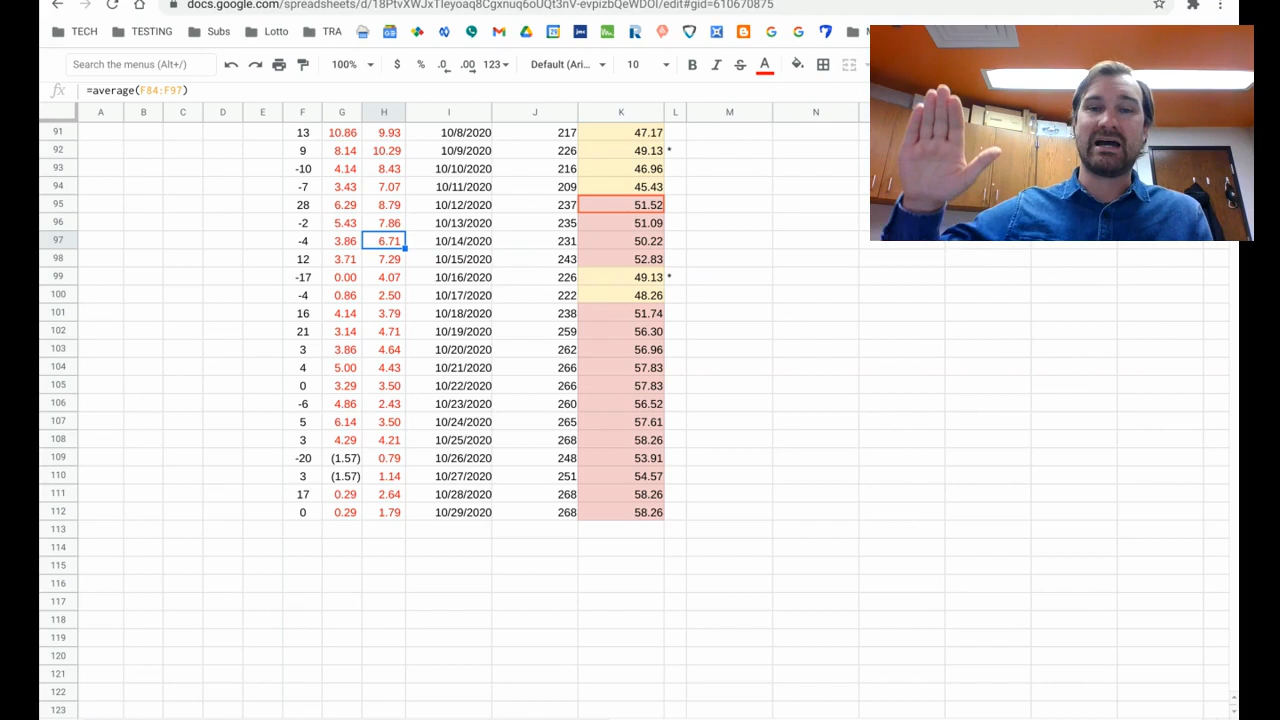 docs.google.com/spreadsheets/d/18PtvXWJxTleyoaq8Cgxnuq6oUQt3nV-evpizbQeWDOI/edit#gid=610670875
TECH TESTING Subs Lotto TRA
Search the menus (Alt+/) 100% $ % .0 .00 123 Default (Ari... 10 B I S A
fx =average(F84:F97)
A B C D E F G H I J K L M N
91 13 10.86 9.93 10/8/2020 217 47.17
92 9 8.14 10.29 10/9/2020 226 49.13 *
93 -10 4.14 8.43 10/10/2020 216 46.96
94 -7 3.43 7.07 10/11/2020 209 45.43
95 28 6.29 8.79 10/12/2020 237 51.52
96 -2 5.43 7.86 10/13/2020 235 51.09
97 -4 3.86 6.71 10/14/2020 231 50.22
98 12 3.71 7.29 10/15/2020 243 52.83
99 -17 0.00 4.07 10/16/2020 226 49.13 *
100 -4 0.86 2.50 10/17/2020 222 48.26
101 16 4.14 3.79 10/18/2020 238 51.74
102 21 3.14 4.71 10/19/2020 259 56.30
103 3 3.86 4.64 10/20/2020 262 56.96
104 4 5.00 4.43 10/21/2020 266 57.83
105 0 3.29 3.50 10/22/2020 266 57.83
106 -6 4.86 2.43 10/23/2020 260 56.52
107 5 6.14 3.50 10/24/2020 265 57.61
108 3 4.29 4.21 10/25/2020 268 58.26
109 -20 (1.57) 0.79 10/26/2020 248 53.91
110 3 (1.57) 1.14 10/27/2020 251 54.57
111 17 0.29 2.64 10/28/2020 268 58.26
112 0 0.29 1.79 10/29/2020 268 58.26
113
114
115
116
117
118
119
120
121
122
123